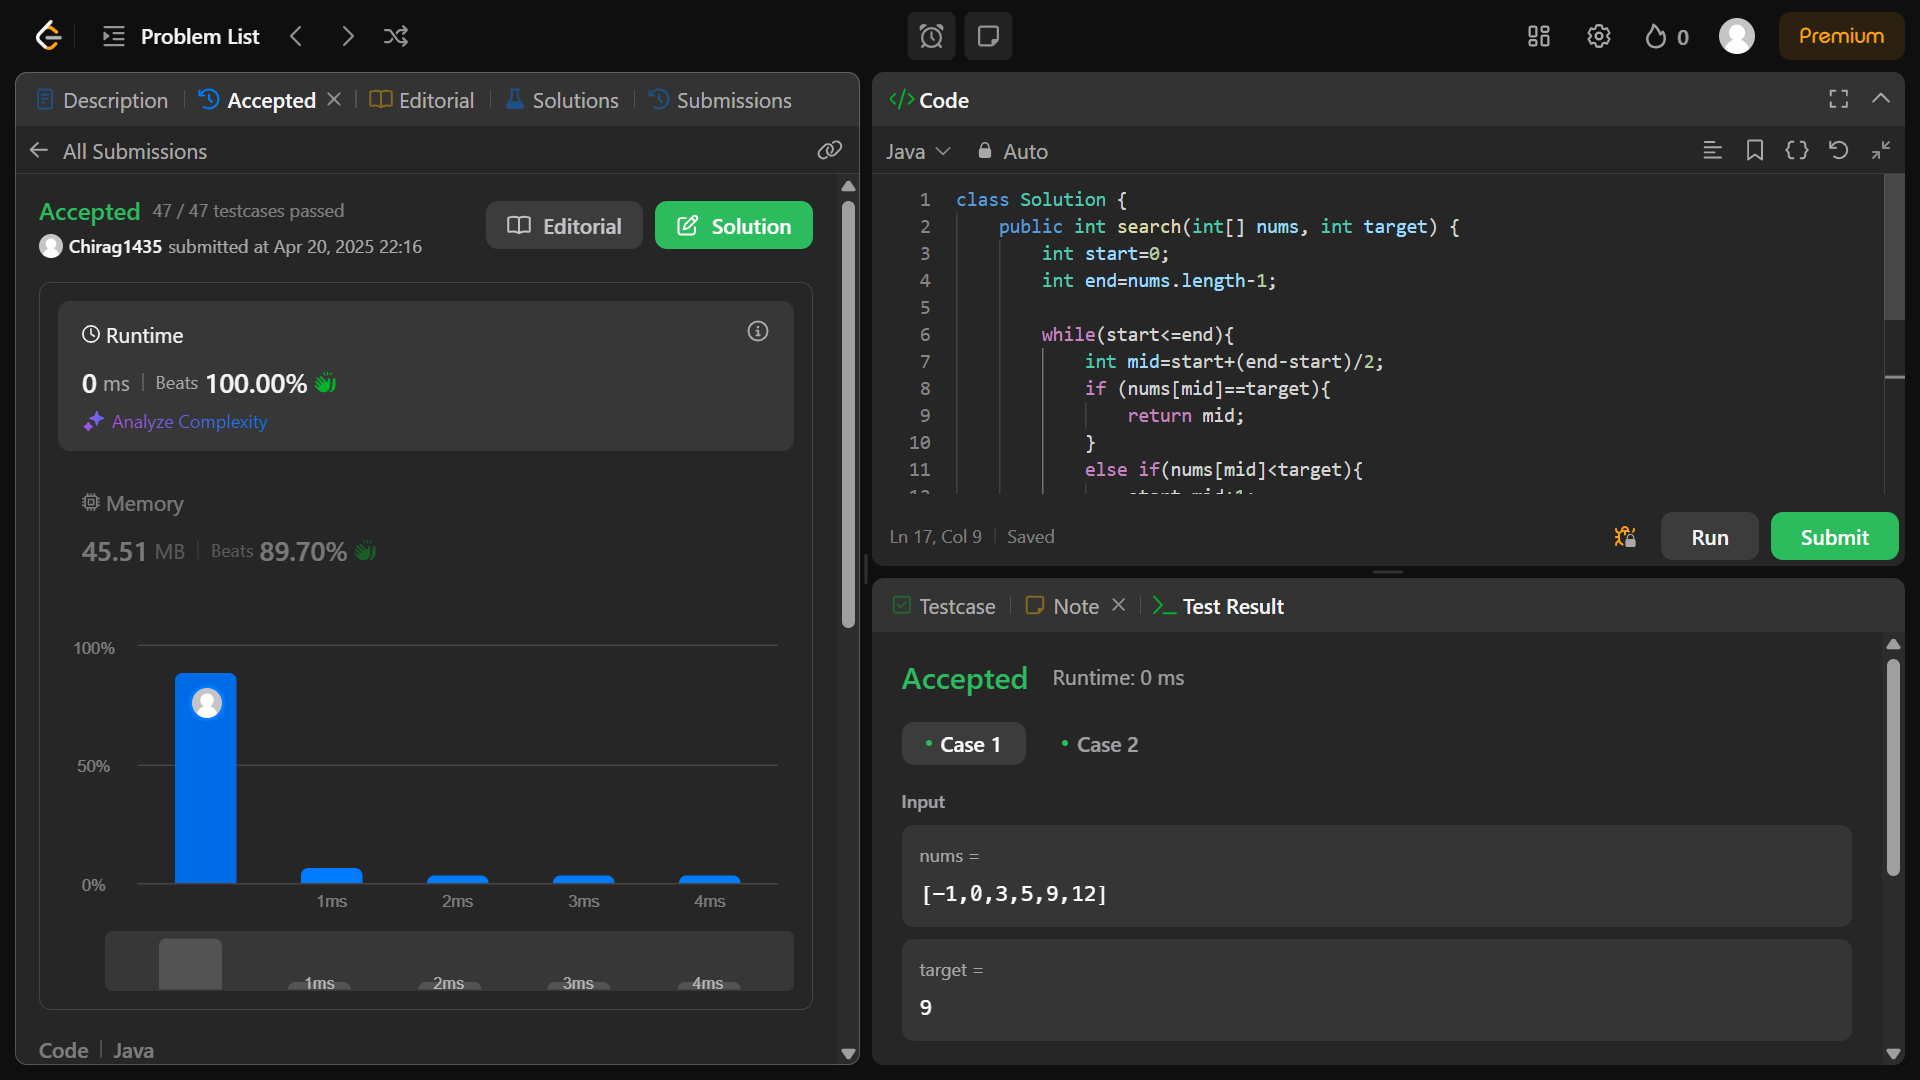 Problem List
0
Premium
Description
Accepted
Editorial
Solutions
Submissions
All Submissions
Accepted 47 / 47 testcases passed
Chirag1435 submitted at Apr 20, 2025 22:16
Editorial
Solution
Runtime
0 ms
Beats 100.00%
Analyze Complexity
Memory
45.51 MB
Beats 89.70%
100%
50%
0%
1ms
2ms
3ms
4ms
1ms
2ms
3ms
4ms
Code
Java
</> Code
Java
Auto
1 class Solution {
2 public int search(int[] nums, int target) {
3 int start=0;
4 int end=nums.length-1;
5
6 while(start<=end){
7 int mid=start+(end-start)/2;
8 if (nums[mid]==target){
9 return mid;
10 }
11 else if(nums[mid]<target){
12 start=mid+1;
Ln 17, Col 9
Saved
Run
Submit
Testcase
Note
Test Result
Accepted Runtime: 0 ms
• Case 1
• Case 2
Input
nums =
[-1,0,3,5,9,12]
target =
9